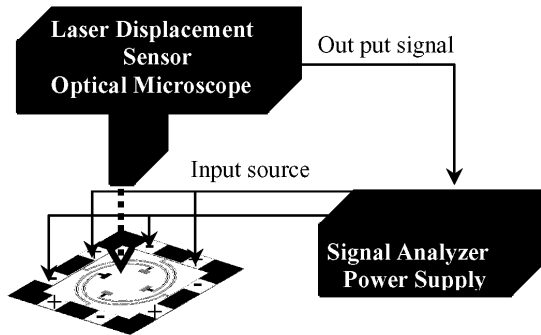 Laser Displacement
Sensor
Optical Microscope
Out put signal
Input source
Signal Analyzer
Power Supply